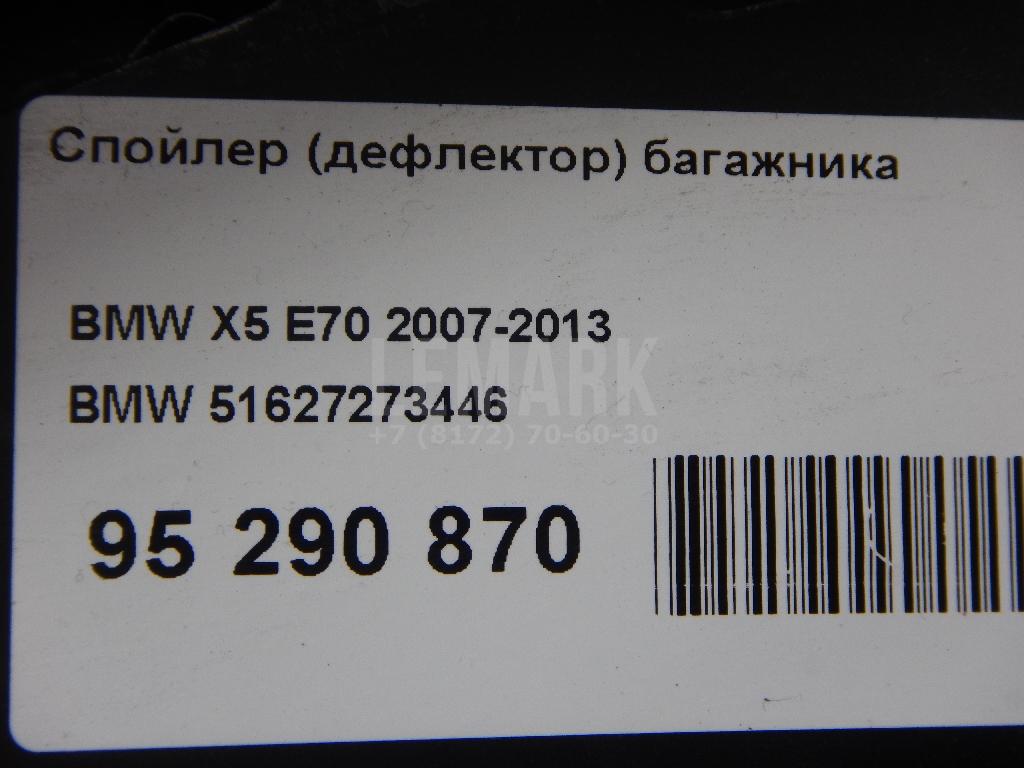 Спойлер (дефлектор) багажника
BMW X5 E70 2007-2013
LEMARK
BMW 51627273446
+7 (8172) 70-60-30
95 290 870